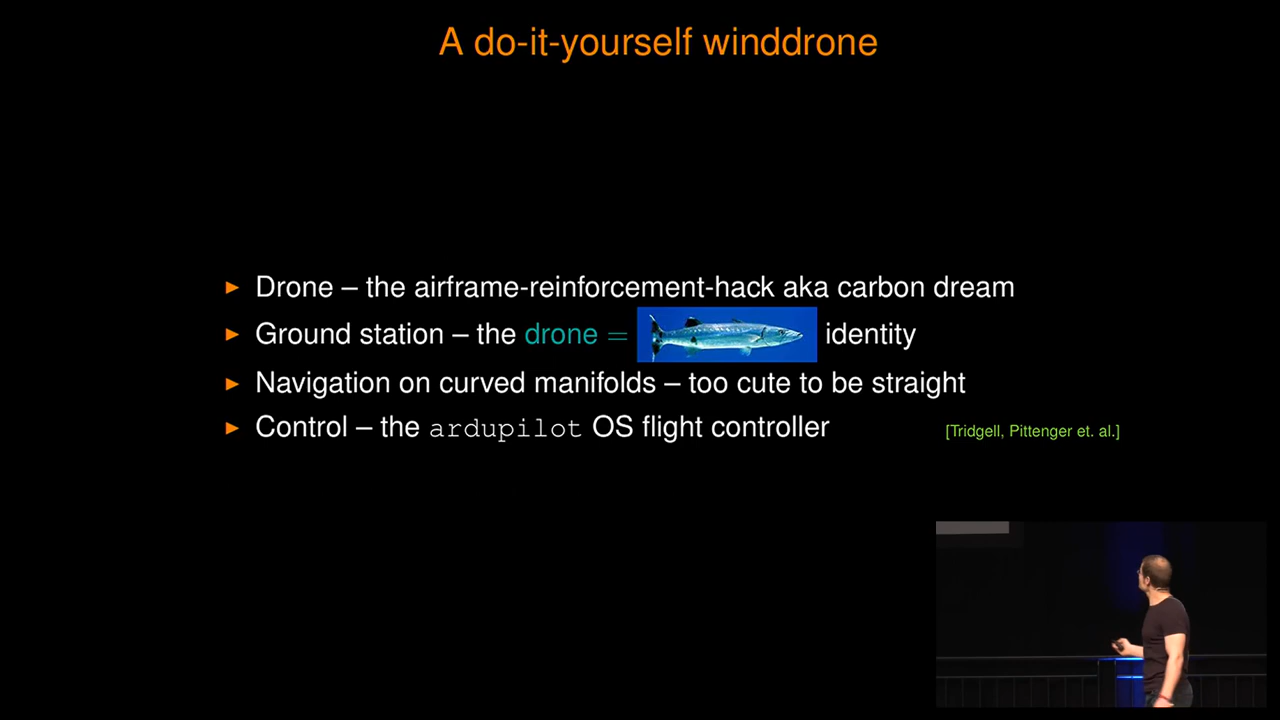 A do-it-yourself winddrone
▶ Drone – the airframe-reinforcement-hack aka carbon dream
▶ Ground station – the drone = identity
▶ Navigation on curved manifolds – too cute to be straight
▶ Control – the ardupilot OS flight controller [Tridgell, Pittenger et. al.]